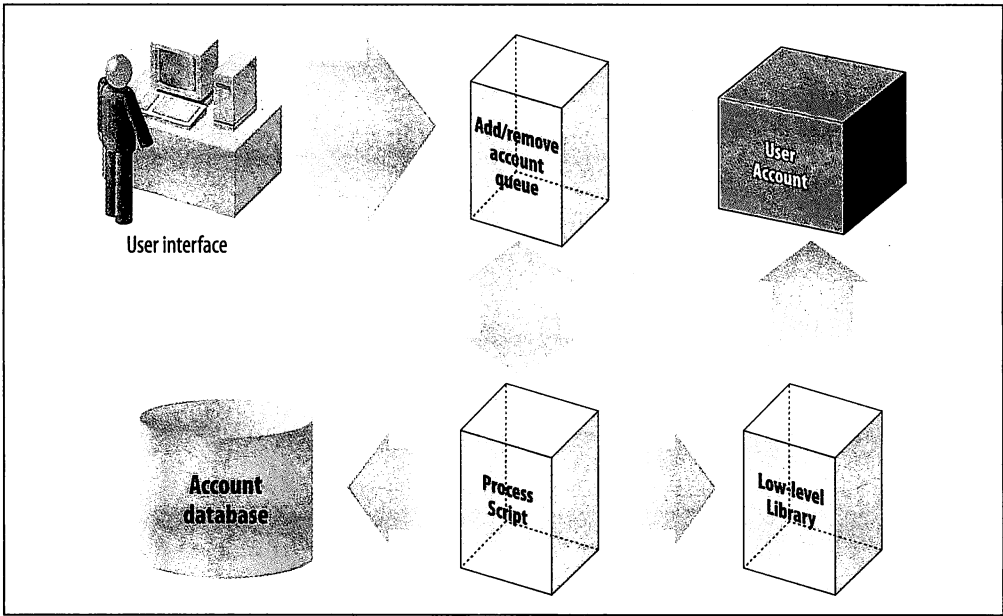 Add/remove
account
queue
User
Account
User interface
Account
database
Process
Script
Low-level
Library